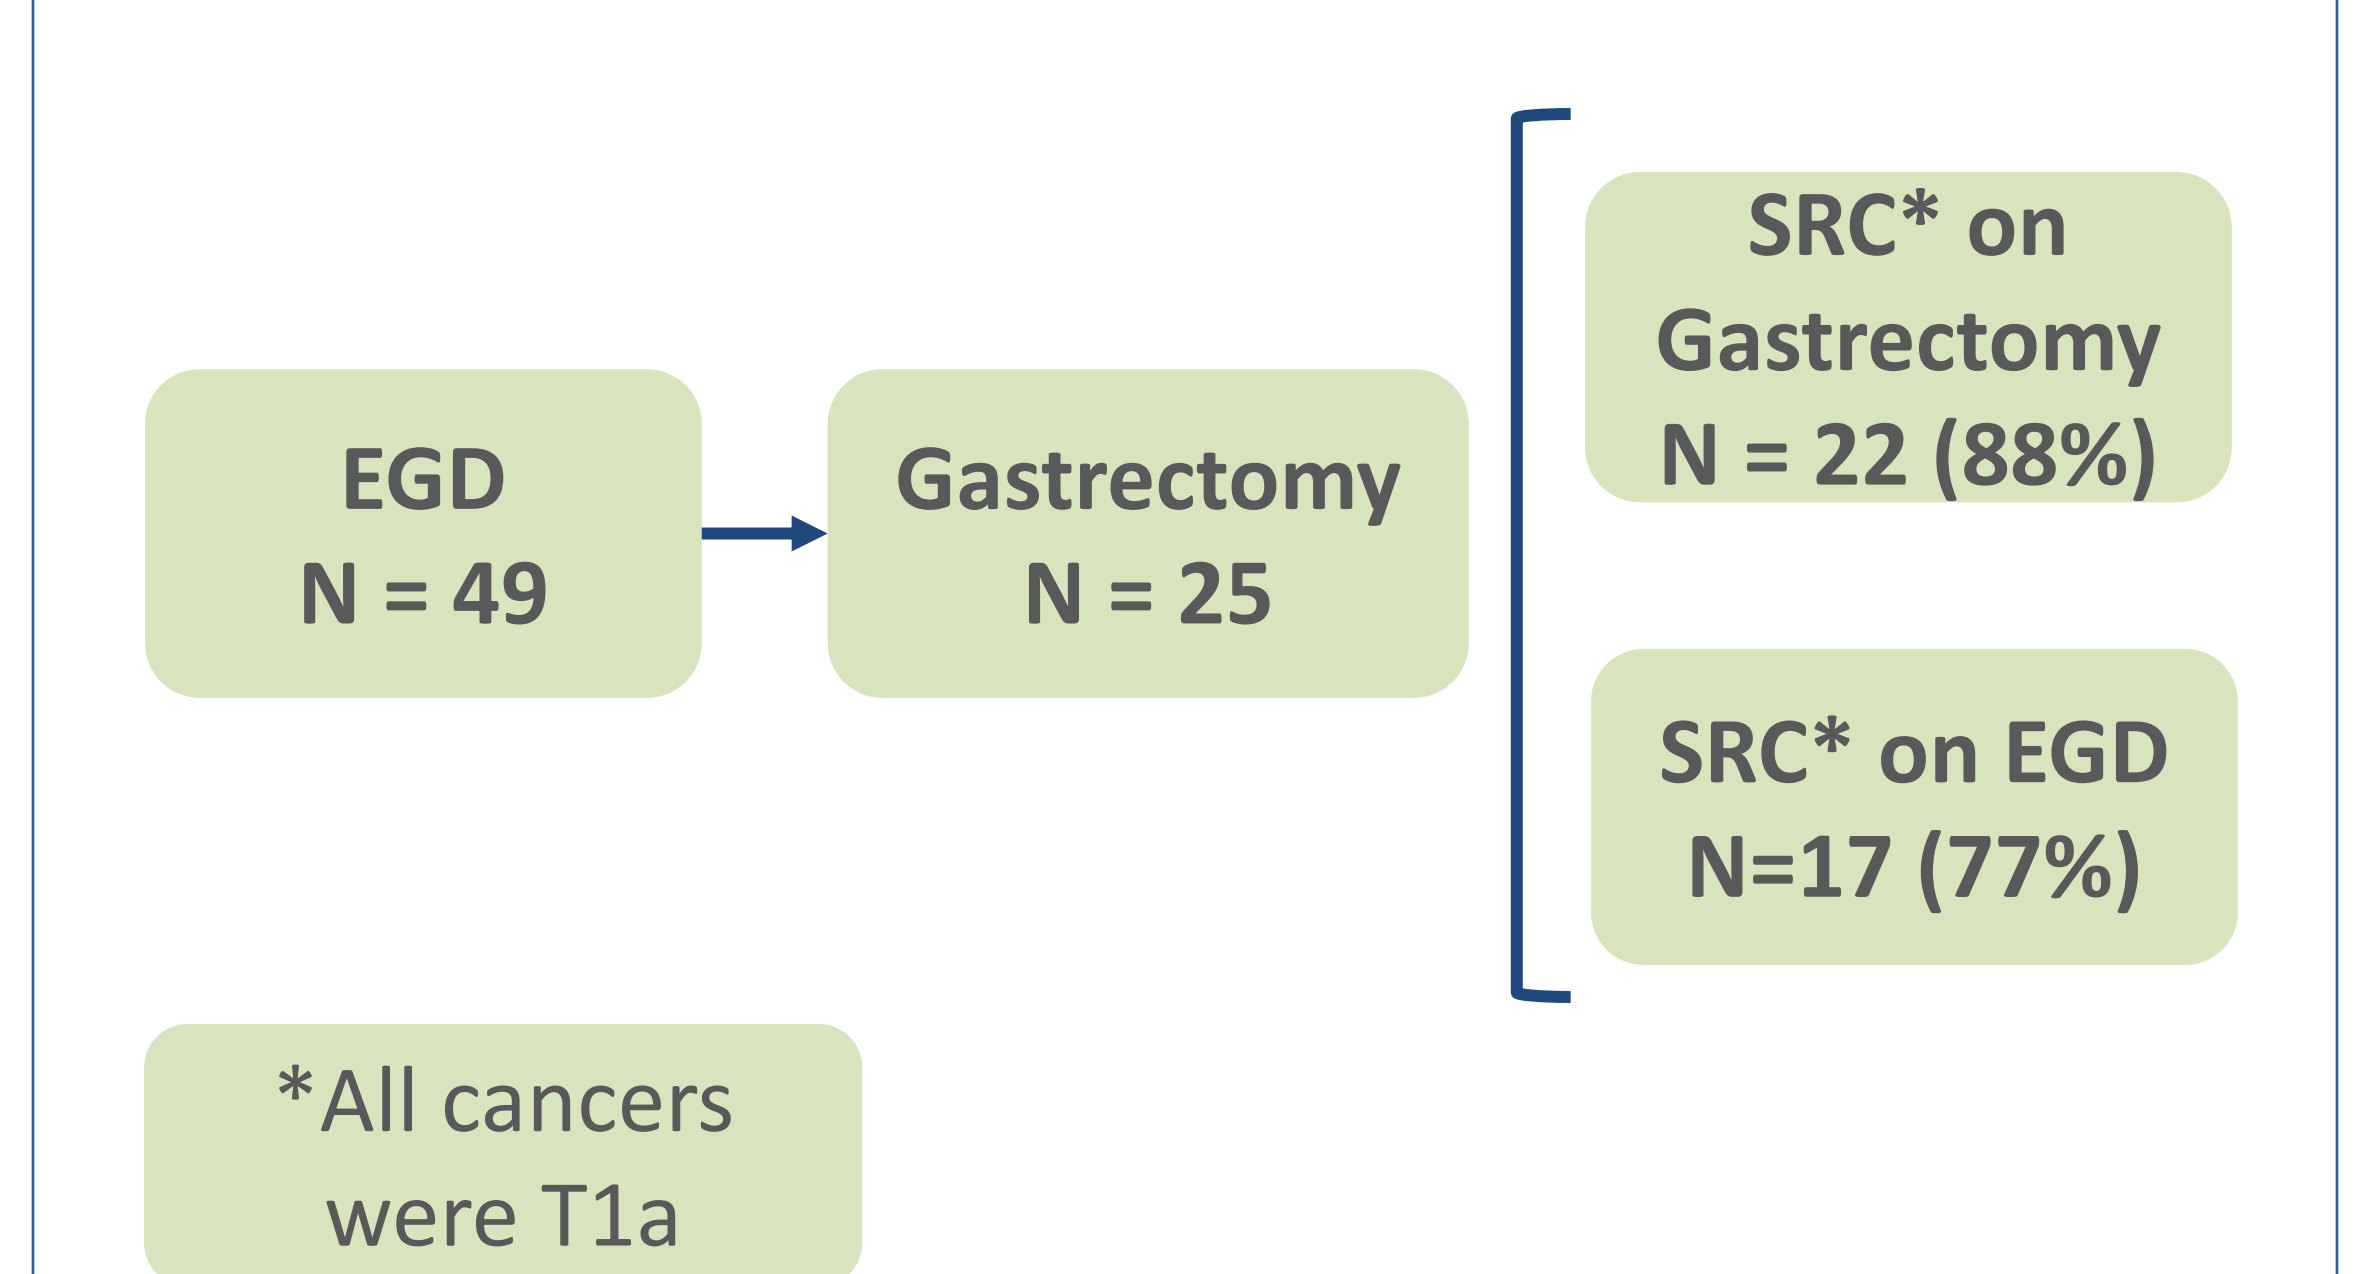 EGD
N = 49
Gastrectomy
N = 25
SRC* on
Gastrectomy
N = 22 (88%)
SRC* on EGD
N=17 (77%)
*All cancers
were T1a